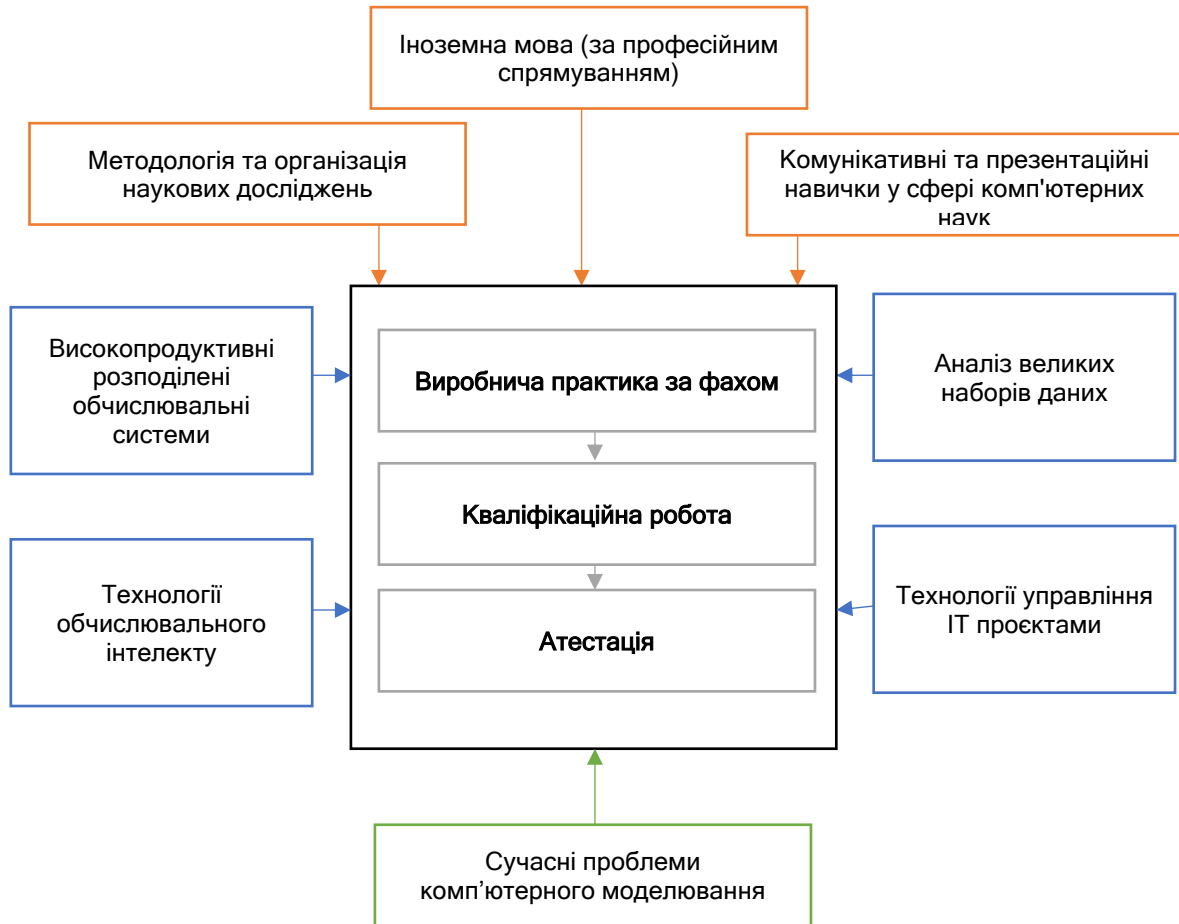 Іноземна мова (за професійним
спрямуванням)
Методологія та організація
наукових досліджень
Комунікативні та презентаційні
навички у сфері комп'ютерних
наук
Високопродуктивні
розподілені
обчислювальні
системи
Виробнича практика за фахом
Аналіз великих
наборів даних
Кваліфікаційна робота
Технології
обчислювального
інтелекту
Атестація
Технології управління
ІТ проєктами
Сучасні проблеми
комп’ютерного моделювання